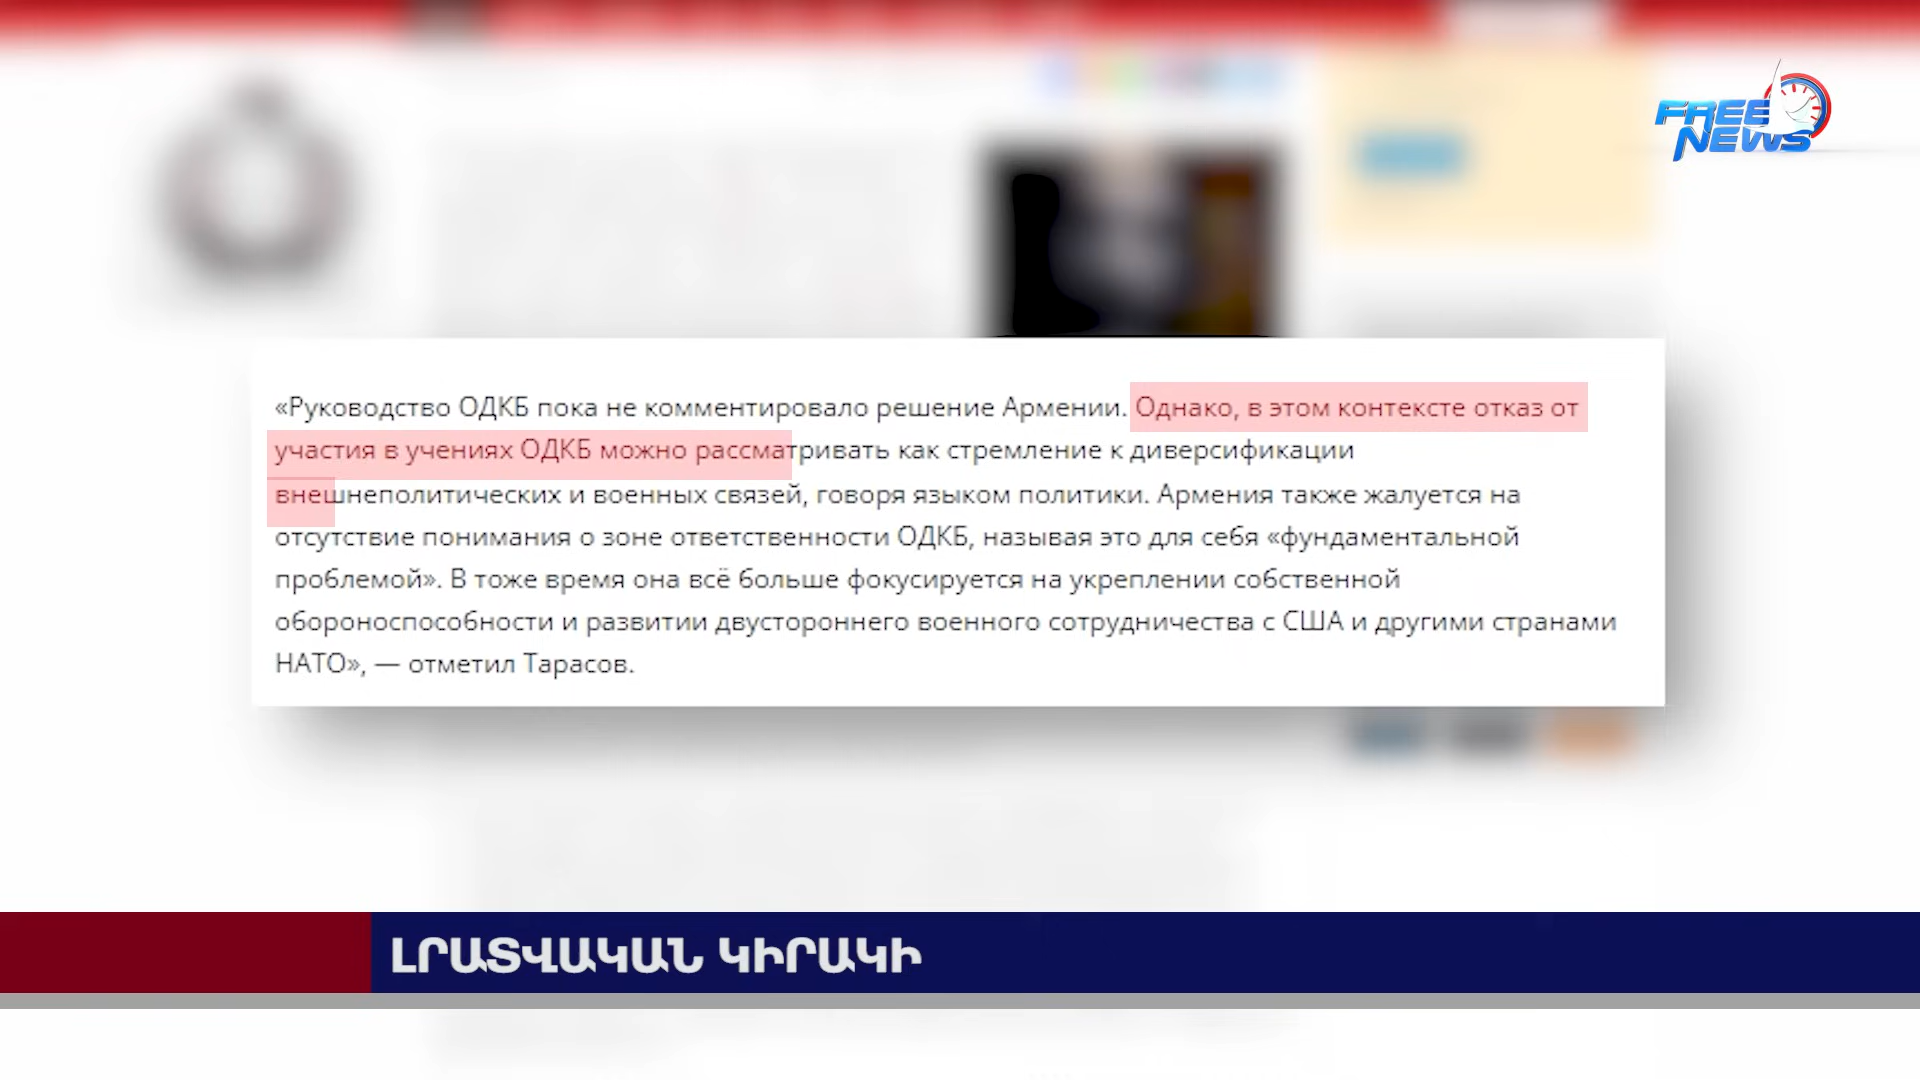 FREE
NEWS
«Руководство ОДКБ пока не комментировало решение Армении. Однако, в этом контексте отказ от
участия в учениях ОДКБ можно рассматривать как стремление к диверсификации
внешнеполитических и военных связей, говоря языком политики. Армения также жалуется на
отсутствие понимания о зоне ответственности ОДКБ, называя это для себя «фундаментальной
проблемой». В тоже время она всё больше фокусируется на укреплении собственной
обороноспособности и развитии двустороннего военного сотрудничества с США и другими странами
НАТО», — отметил Тарасов.
ԼՐԱՏՎԱԿԱՆ ԿԻՐԱԿԻ